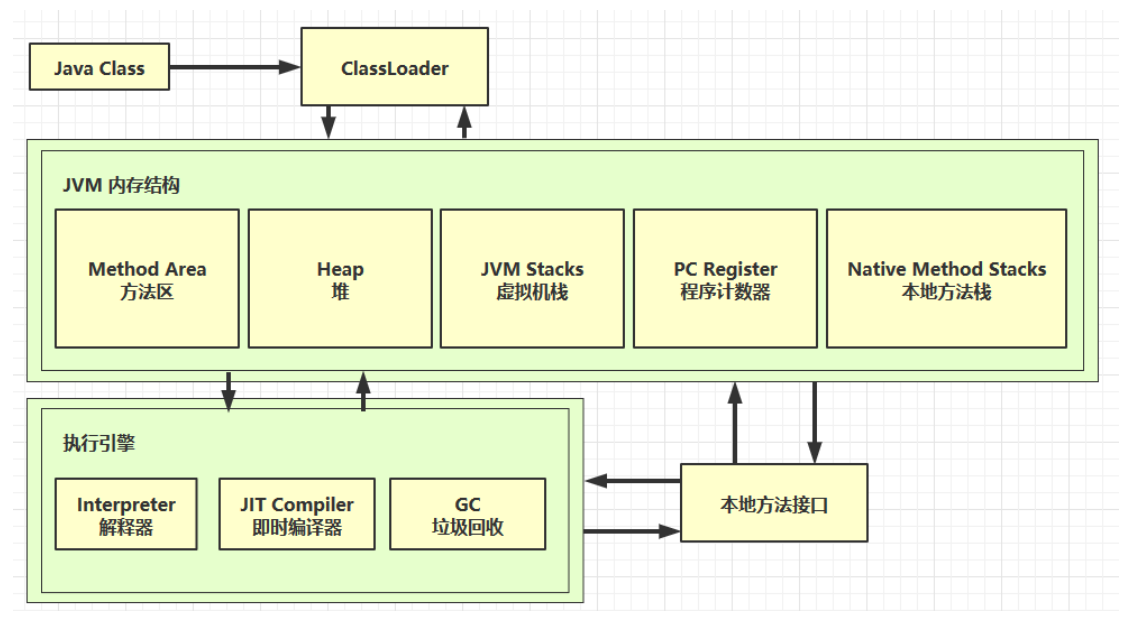 Java Class
ClassLoader
JVM 内存结构
Method Area
方法区
Heap
堆
JVM Stacks
虚拟机栈
PC Register
程序计数器
Native Method Stacks
本地方法栈
执行引擎
Interpreter
解释器
JIT Compiler
即时编译器
GC
垃圾回收
本地方法接口